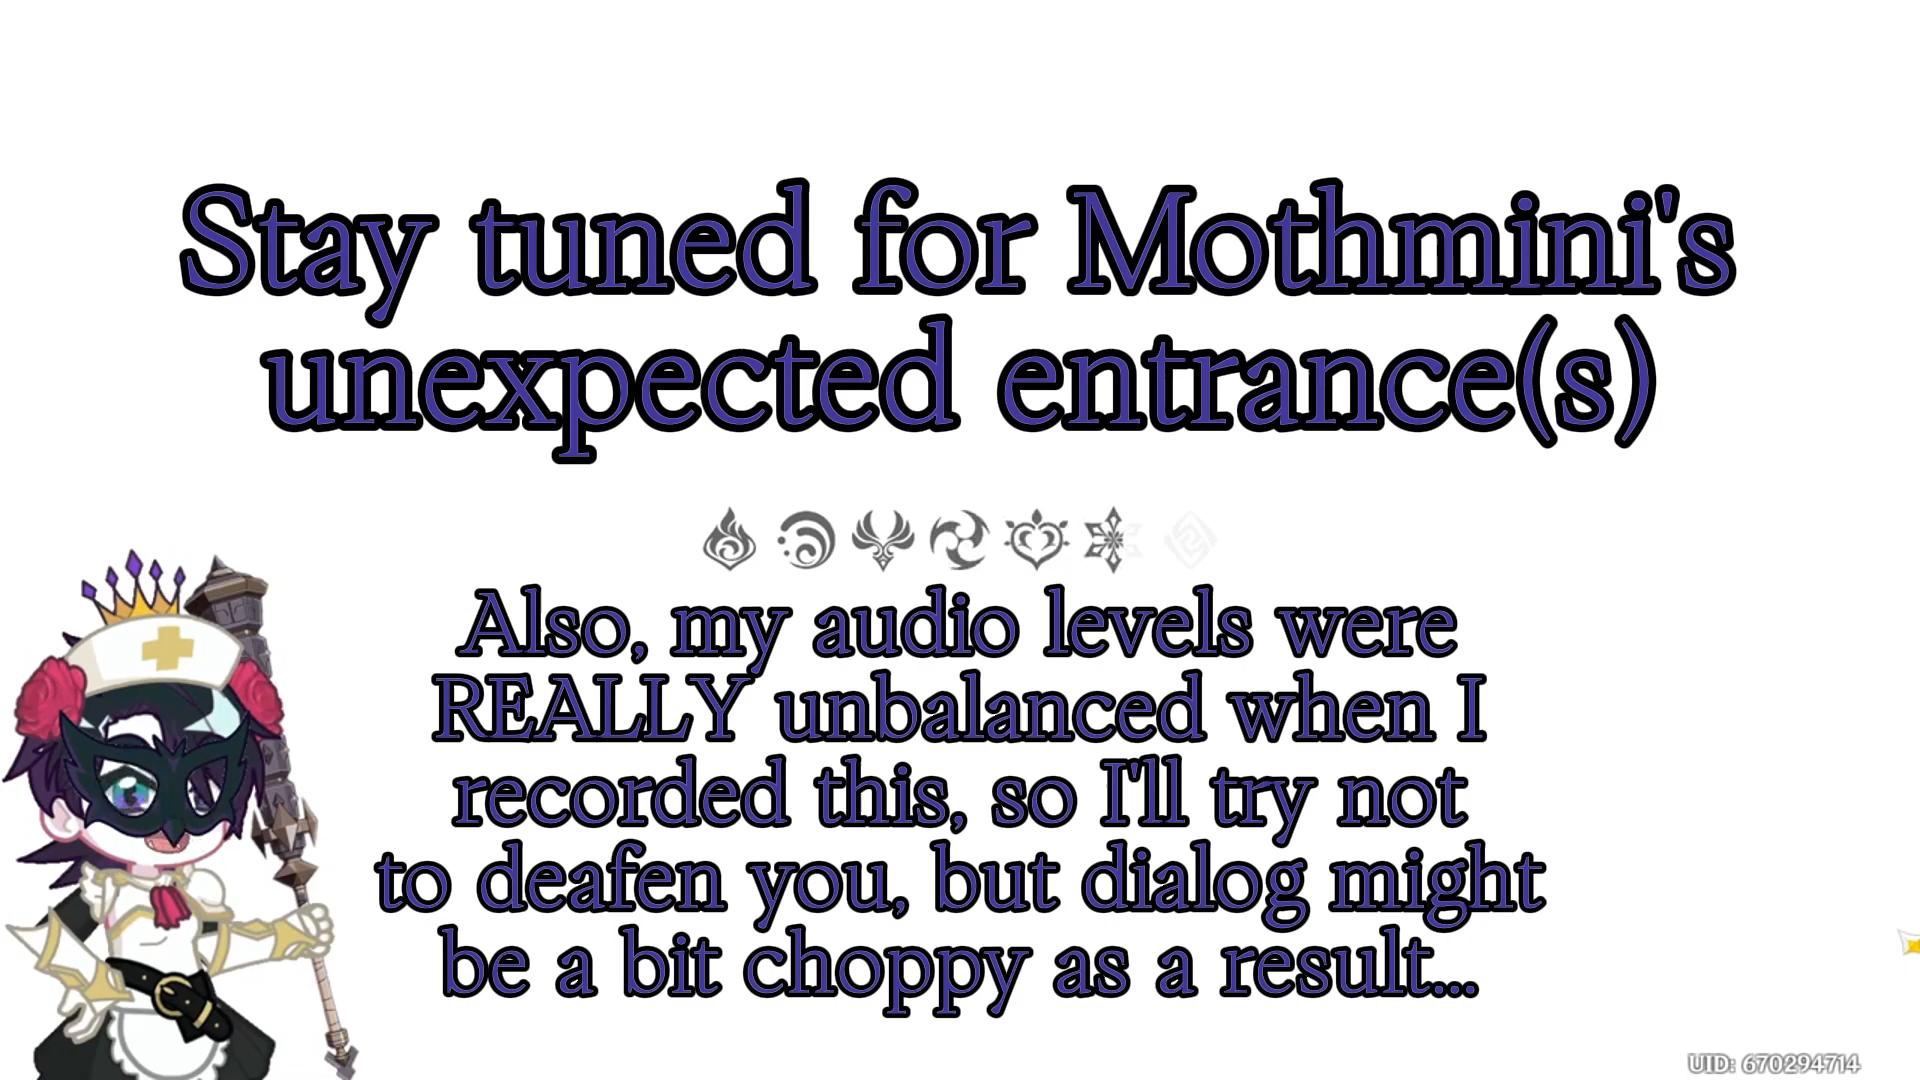 Stay tuned for Mothmini's
unexpected entrance(s)
Also, my audio levels were
REALLY unbalanced when I
recorded this, so I'll try not
to deafen you, but dialog might
be a bit choppy as a result...
UID: 670294714